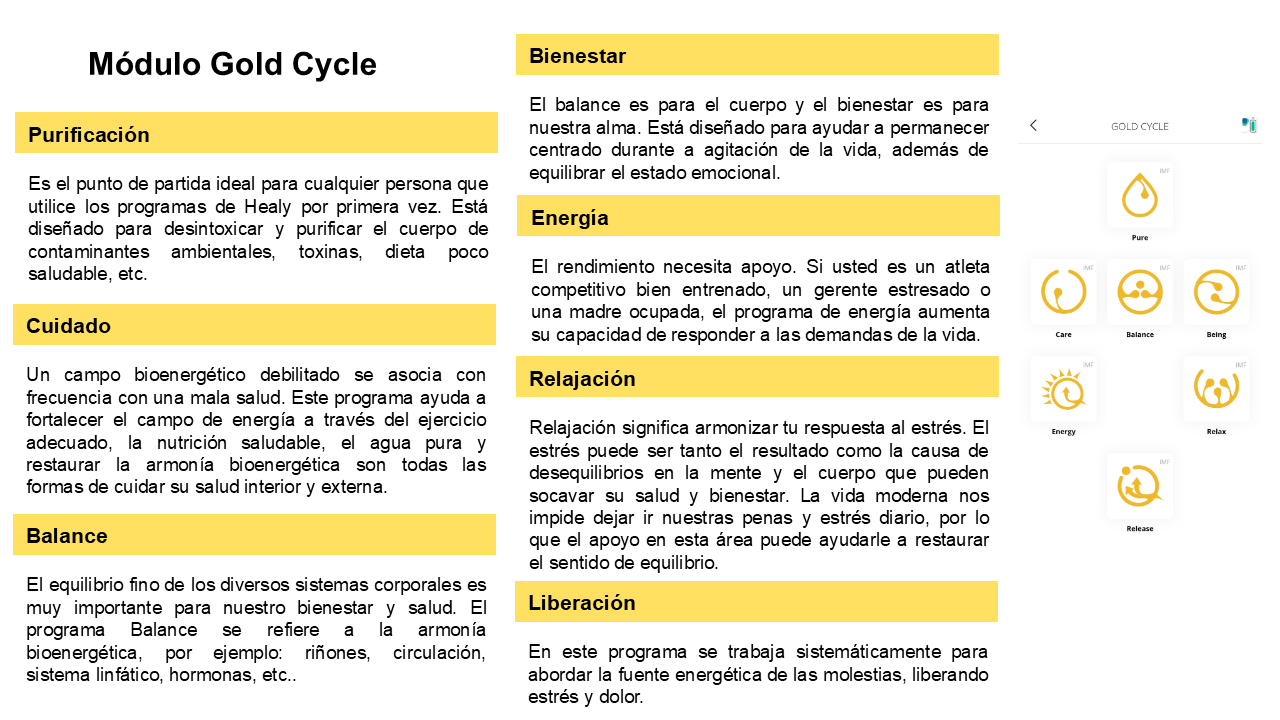 Módulo Gold Cycle
Purificación
Es el punto de partida ideal para cualquier persona que
utilice los programas de Healy por primera vez. Está
diseñado para desintoxicar y purificar el cuerpo de
contaminantes ambientales, toxinas, dieta poco
saludable, etc.
Cuidado
Un campo bioenergético debilitado se asocia con
frecuencia con una mala salud. Este programa ayuda a
fortalecer el campo de energía a través del ejercicio
adecuado, la nutrición saludable, el agua pura y
restaurar la armonía bioenergética son todas las
formas de cuidar su salud interior y externa.
Balance
El equilibrio fino de los diversos sistemas corporales es
muy importante para nuestro bienestar y salud. El
programa Balance se refiere a la armonía
bioenergética, por ejemplo: riñones, circulación,
sistema linfático, hormonas, etc..
Bienestar
El balance es para el cuerpo y el bienestar es para
nuestra alma. Está diseñado para ayudar a permanecer
centrado durante a agitación de la vida, además de
equilibrar el estado emocional.
Energía
El rendimiento necesita apoyo. Si usted es un atleta
competitivo bien entrenado, un gerente estresado o
una madre ocupada, el programa de energía aumenta
su capacidad de responder a las demandas de la vida.
Relajación
Relajación significa armonizar tu respuesta al estrés. El
estrés puede ser tanto el resultado como la causa de
desequilibrios en la mente y el cuerpo que pueden
socavar su salud y bienestar. La vida moderna nos
impide dejar ir nuestras penas y estrés diario, por lo
que el apoyo en esta área puede ayudarle a restaurar
el sentido de equilibrio.
Liberación
En este programa se trabaja sistemáticamente para
abordar la fuente energética de las molestias, liberando
estrés y dolor.
GOLD CYCLE
IMF
Pure
IMF IMF IMF
Care Balance Being
IMF IMF
Energy Relax
IMF
Release